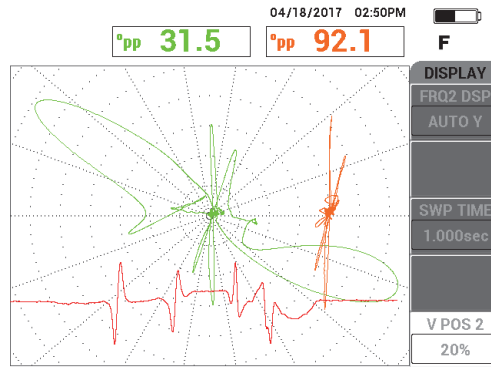 04/18/2017 02:50PM
°pp 31.5
°pp 92.1
F
DISPLAY
FRQ2 DSP
AUTO Y
SWP TIME
1.000sec
V POS 2
20%